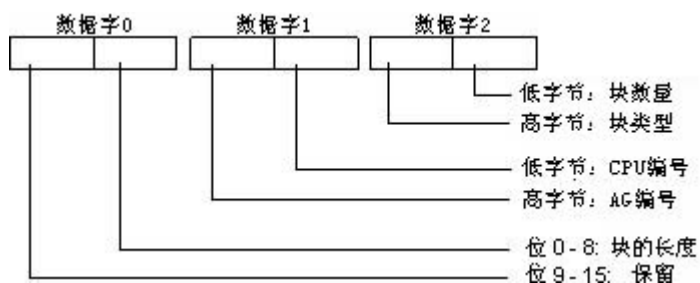 数据字0 数据字1 数据字2
低字节：块数量
高字节：块类型
低字节：CPU编号
高字节：AG编号
位 0-8: 块的长度
位 9-15: 保留